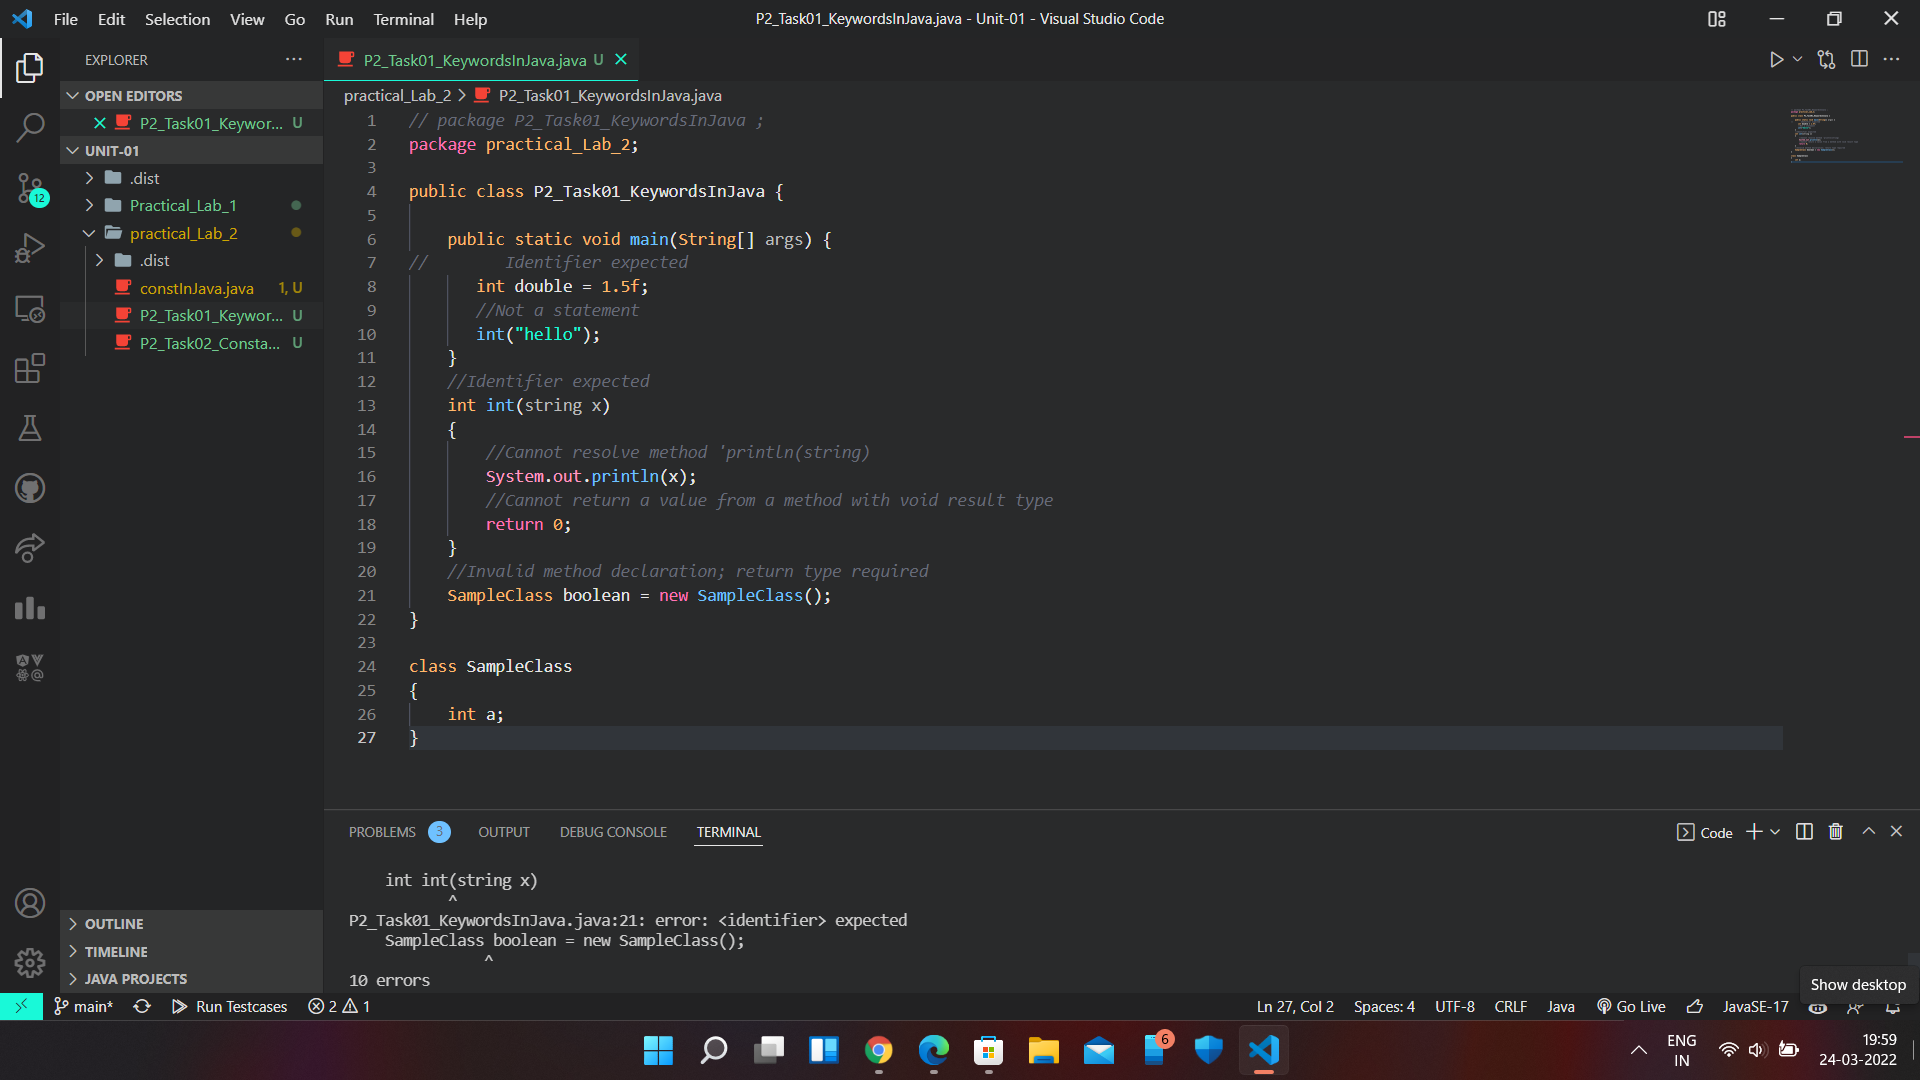 File Edit Selection View Go Run Terminal Help
P2_Task01_KeywordsInJava.java - Unit-01 - Visual Studio Code
EXPLORER
OPEN EDITORS
P2_Task01_Keywor... U
UNIT-01
.dist
Practical_Lab_1
practical_Lab_2
.dist
constInJava.java 1, U
P2_Task01_Keywor... U
P2_Task02_Consta... U
OUTLINE
TIMELINE
JAVA PROJECTS
12
P2_Task01_KeywordsInJava.java U
practical_Lab_2 > P2_Task01_KeywordsInJava.java
1 // package P2_Task01_KeywordsInJava ;
2 package practical_Lab_2;
3
4 public class P2_Task01_KeywordsInJava {
5
6 public static void main(String[] args) {
7 // Identifier expected
8 int double = 1.5f;
9 //Not a statement
10 int("hello");
11 }
12 //Identifier expected
13 int int(string x)
14 {
15 //Cannot resolve method 'println(string)
16 System.out.println(x);
17 //Cannot return a value from a method with void result type
18 return 0;
19 }
20 //Invalid method declaration; return type required
21 SampleClass boolean = new SampleClass();
22 }
23
24 class SampleClass
25 {
26 int a;
27 }
PROBLEMS 3 OUTPUT DEBUG CONSOLE TERMINAL
Code
int int(string x)
^
P2_Task01_KeywordsInJava.java:21: error: <identifier> expected
SampleClass boolean = new SampleClass();
^
10 errors
Show desktop
main* Run Testcases 2 1 Ln 27, Col 2 Spaces: 4 UTF-8 CRLF Java Go Live JavaSE-17
6
ENG
IN
19:59
24-03-2022